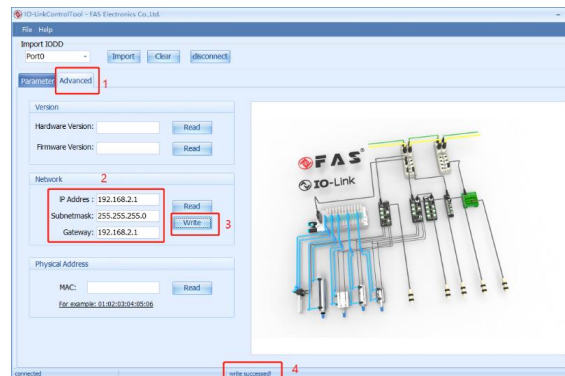 IO-LinkControlTool - FAS Electronics Co.,Ltd.
File Help
Import IODD
Port0 Import Clear disconnect
Parameter Advanced 1
Version
Hardware Version: Read
Firmware Version: Read
Network 2
IP Addres : 192.168.2.1 Read
Subnetmask: 255.255.255.0 Write 3
Gateway: 192.168.2.1
Physical Address
MAC: Read
For example: 01:02:03:04:05:06
FAS
IO-Link
connected write successed! 4